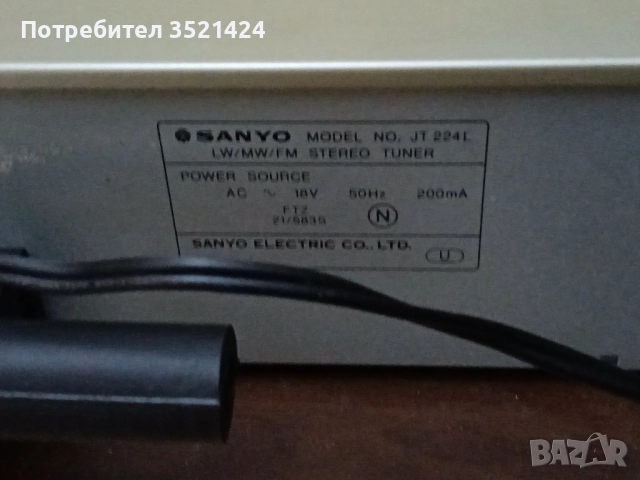 Потребител 3521424
SANYO MODEL NO. JT 224L
LW/MW/FM STEREO TUNER
POWER SOURCE
AC ~ 18V 50Hz 200mA
FTZ
21/583S
N
SANYO ELECTRIC CO., LTD.
U
BAZAR